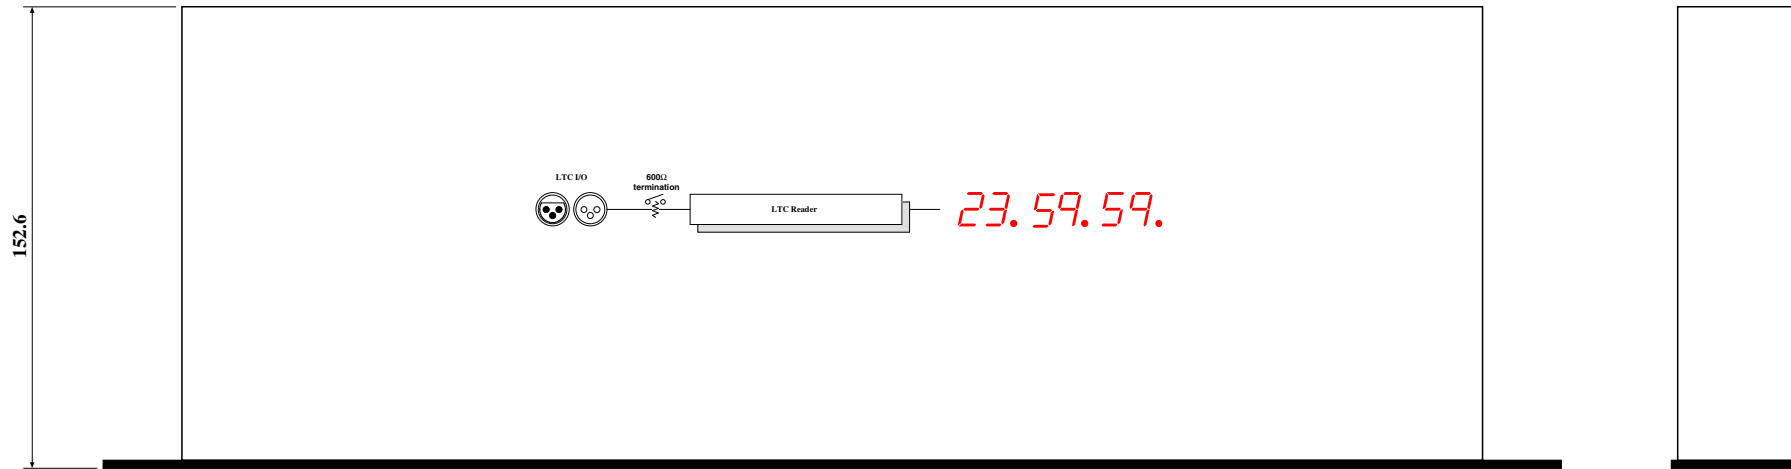 152.6
LTC I/O
600Ω
termination
LTC Reader
23.59.59.